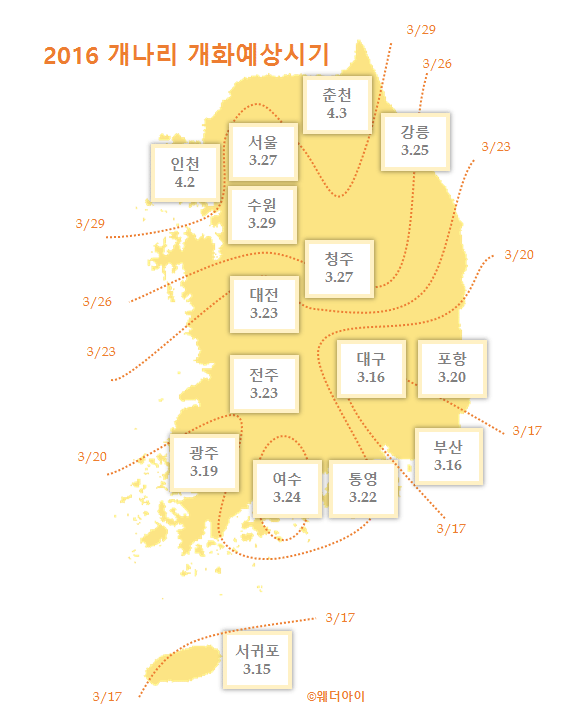 3/29
2016 개나리 개화예상시기
3/26
춘천
4.3
강릉
3.25
서울
3.27
3/23
인천
4.2
수원
3.29
3/29
청주
3.27
3/20
대전
3.23
3/26
3/23
대구
3.16
포항
3.20
전주
3.23
3/17
광주
3.19
부산
3.16
3/20
여수
3.24
통영
3.22
3/17
3/17
서귀포
3.15
3/17
©웨더아이